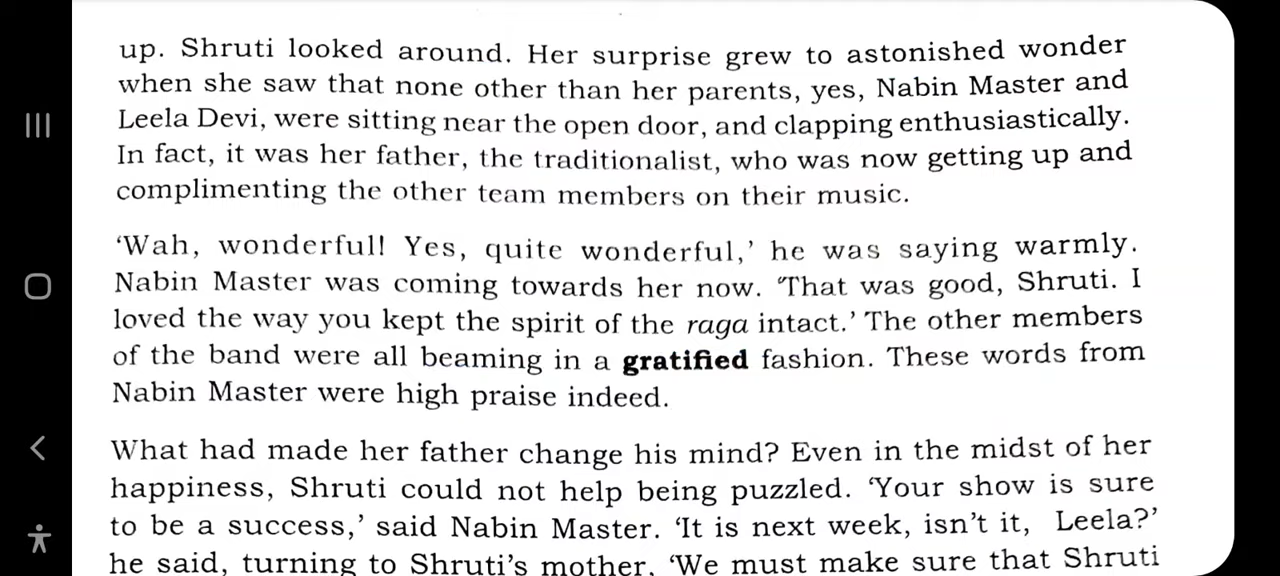 up. Shruti looked around. Her surprise grew to astonished wonder
when she saw that none other than her parents, yes, Nabin Master and
Leela Devi, were sitting near the open door, and clapping enthusiastically.
In fact, it was her father, the traditionalist, who was now getting up and
complimenting the other team members on their music.
‘Wah, wonderful! Yes, quite wonderful,’ he was saying warmly.
Nabin Master was coming towards her now. ‘That was good, Shruti. I
loved the way you kept the spirit of the raga intact.’ The other members
of the band were all beaming in a gratified fashion. These words from
Nabin Master were high praise indeed.
What had made her father change his mind? Even in the midst of her
happiness, Shruti could not help being puzzled. ‘Your show is sure
to be a success,’ said Nabin Master. ‘It is next week, isn’t it, Leela?’
he said, turning to Shruti’s mother. ‘We must make sure that Shruti